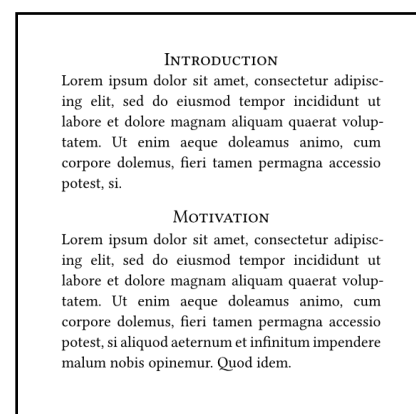 Introduction
Lorem ipsum dolor sit amet, consectetur adipisc-
ing elit, sed do eiusmod tempor incididunt ut
labore et dolore magnam aliquam quaerat volup-
tatem. Ut enim aeque doleamus animo, cum
corpore dolemus, fieri tamen permagna accessio
potest, si.
Motivation
Lorem ipsum dolor sit amet, consectetur adipisc-
ing elit, sed do eiusmod tempor incididunt ut
labore et dolore magnam aliquam quaerat volup-
tatem. Ut enim aeque doleamus animo, cum
corpore dolemus, fieri tamen permagna accessio
potest, si aliquod aeternum et infinitum impendere
malum nobis opinemur. Quod idem.